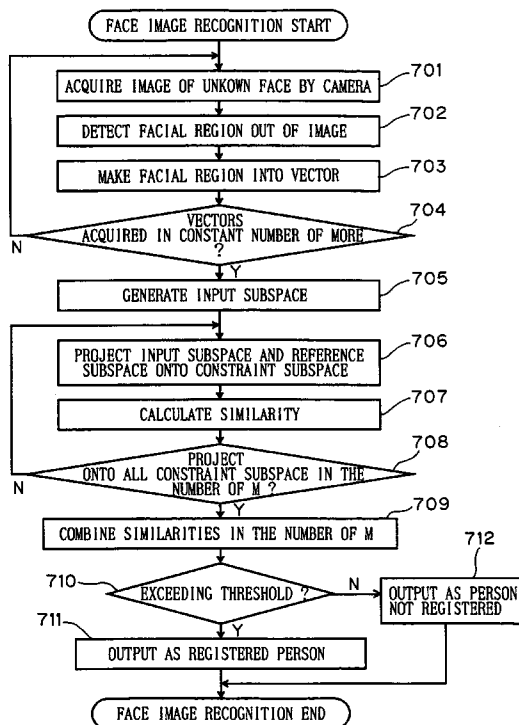 FACE IMAGE RECOGNITION START
701
ACQUIRE IMAGE OF UNKOWN FACE BY CAMERA
702
DETECT FACIAL REGION OUT OF IMAGE
703
MAKE FACIAL REGION INTO VECTOR
704
VECTORS
ACQUIRED IN CONSTANT NUMBER OF MORE
?
N
Y
705
GENERATE INPUT SUBSPACE
706
PROJECT INPUT SUBSPACE AND REFERENCE
SUBSPACE ONTO CONSTRAINT SUBSPACE
707
CALCULATE SIMILARITY
708
PROJECT
ONTO ALL CONSTRAINT SUBSPACE IN THE
NUMBER OF M ?
N
Y
709
COMBINE SIMILARITIES IN THE NUMBER OF M
710
EXCEEDING THRESHOLD ?
N
712
OUTPUT AS PERSON
NOT REGISTERED
Y
711
OUTPUT AS REGISTERED PERSON
FACE IMAGE RECOGNITION END